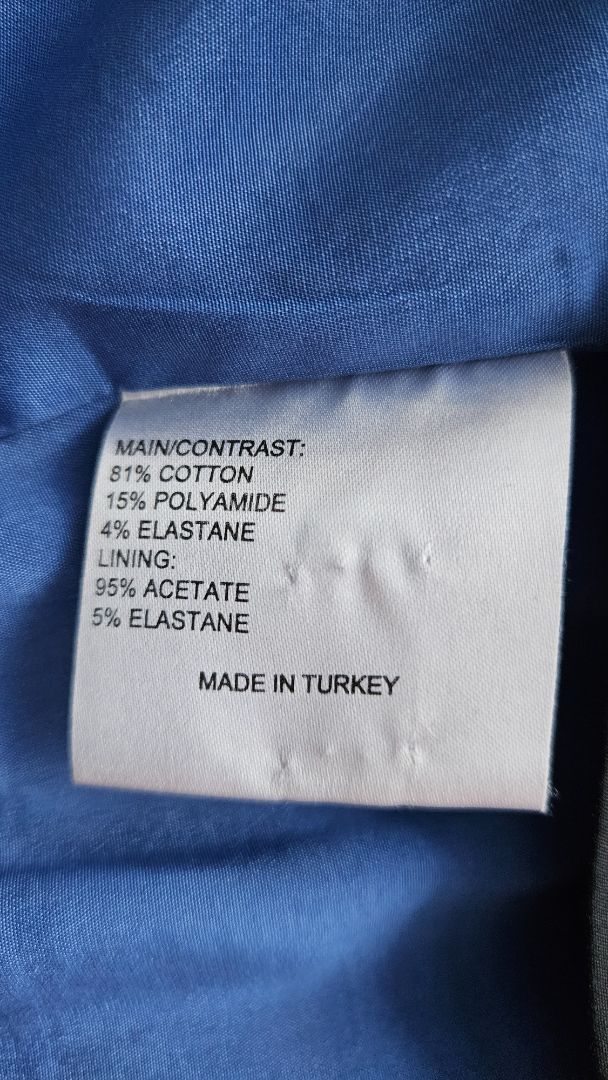 MAIN/CONTRAST:
81% COTTON
15% POLYAMIDE
4% ELASTANE
LINING:
95% ACETATE
5% ELASTANE
MADE IN TURKEY